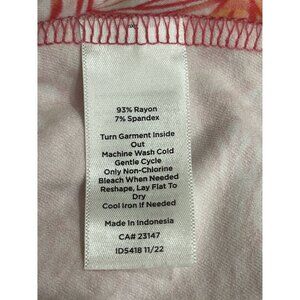 93% Rayon
7% Spandex
Turn Garment Inside
Out
Machine Wash Cold
Gentle Cycle
Only Non-Chlorine
Bleach When Needed
Reshape, Lay Flat To
Dry
Cool Iron If Needed
Made In Indonesia
CA# 23147
IDS418 11/22